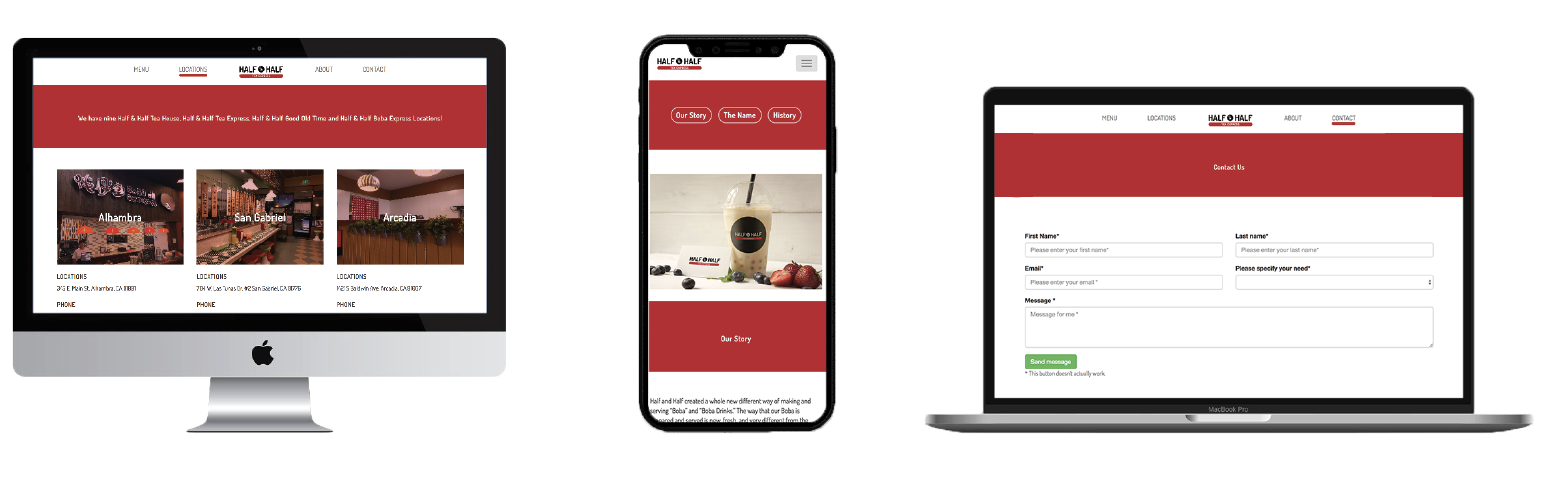 MENU
LOCATIONS
HALF HALF
ABOUT
CONTACT
We have nine Half & Half Tea House, Half & Half Tea Express, Half & Half Good Old Time and Half & Half Boba Express Locations!
Alhambra
San Gabriel
Arcadia
LOCATIONS
LOCATIONS
LOCATIONS
E. Main St. Alhambra, CA
W. Las Tunas Dr. #2 San Gabriel, CA 91776
S Baldwin Ave. Arcadia, CA 91007
PHONE
PHONE
PHONE
HALF HALF
Our Story
The Name
History
HALF HALF
HALF HALF
Our Story
Half and Half created a whole new different way of making and
serving "Boba" and "Boba Drinks." The way that our Boba is
and served is new, fresh, and very different from the
MENU
LOCATIONS
HALF HALF
ABOUT
CONTACT
Contact Us
First Name*
Last name*
Please enter your first name*
Please enter your last name*
Email*
Please specify your need*
Please enter your email *
Message *
Message for me *
Send message
* This button doesn't actually work.
MacBook Pro